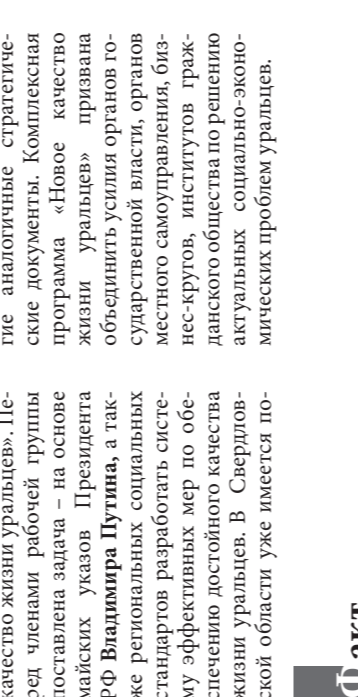 качество жизни уральцев». Пе-
ред членами рабочей группы
поставлена задача – на основе
майских указов Президента
РФ Владимира Путина, а так-
же региональных социальных
стандартов разработать систе-
му эффективных мер по обе-
спечению достойного качества
жизни уральцев. В Свердлов-
ской области уже имеется по-
гие аналогичные стратегиче-
ские документы. Комплексная
программа «Новое качество
жизни уральцев» призвана
объединить усилия органов го-
сударственной власти, органов
местного самоуправления, биз-
нес-кругов, институтов граж-
данского общества по решению
актуальных социально-эконо-
мических проблем уральцев.
Факт